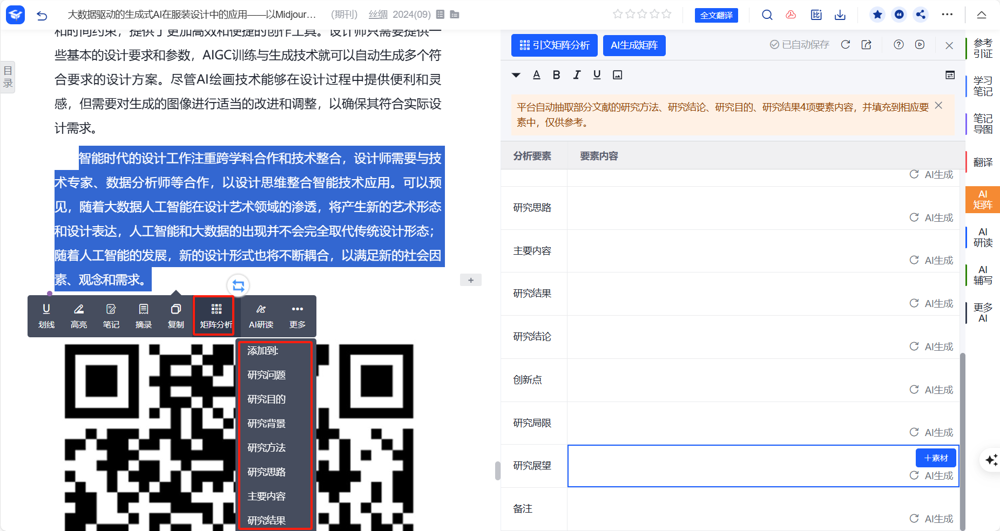 大数据驱动的生成式AI在服装设计中的应用——以Midjour… (期刊) 丝绸 2024(09) 全文翻译
目录
和时间约束，提供了更加高效和便捷的创作工具。设计师只需要提供一
些基本的设计要求和参数，AIGC训练与生成技术就可以自动生成多个符
合要求的设计方案。尽管AI绘画技术能够在设计过程中提供便利和灵
感，但需要对生成的图像进行适当的改进和调整，以确保其符合实际设
计需求。
智能时代的设计工作注重跨学科合作和技术整合，设计师需要与技
术专家、数据分析师等合作，以设计思维整合智能技术应用。可以预
见，随着大数据人工智能在设计艺术领域的渗透，将产生新的艺术形态
和设计表达，人工智能和大数据的出现并不会完全取代传统设计形态；
随着人工智能的发展，新的设计形式也将不断耦合，以满足新的社会因
素、观念和需求。
划线 高亮 笔记 摘录 复制 矩阵分析 AI研读 更多
添加到:
研究问题
研究目的
研究背景
研究方法
研究思路
主要内容
研究结果
引文矩阵分析 AI生成矩阵 已自动保存
A B I U
平台自动抽取部分文献的研究方法、研究结论、研究目的、研究结果4项要素内容，并填充到相应要
素中，仅供参考。
分析要素 要素内容
AI生成
研究思路
AI生成
主要内容
AI生成
研究结果
AI生成
研究结论
AI生成
创新点
AI生成
研究局限
AI生成
研究展望
＋素材
AI生成
备注
AI生成
参考
引证
学习
笔记
笔记
导图
翻译
AI
矩阵
AI
研读
AI
辅写
更多
AI